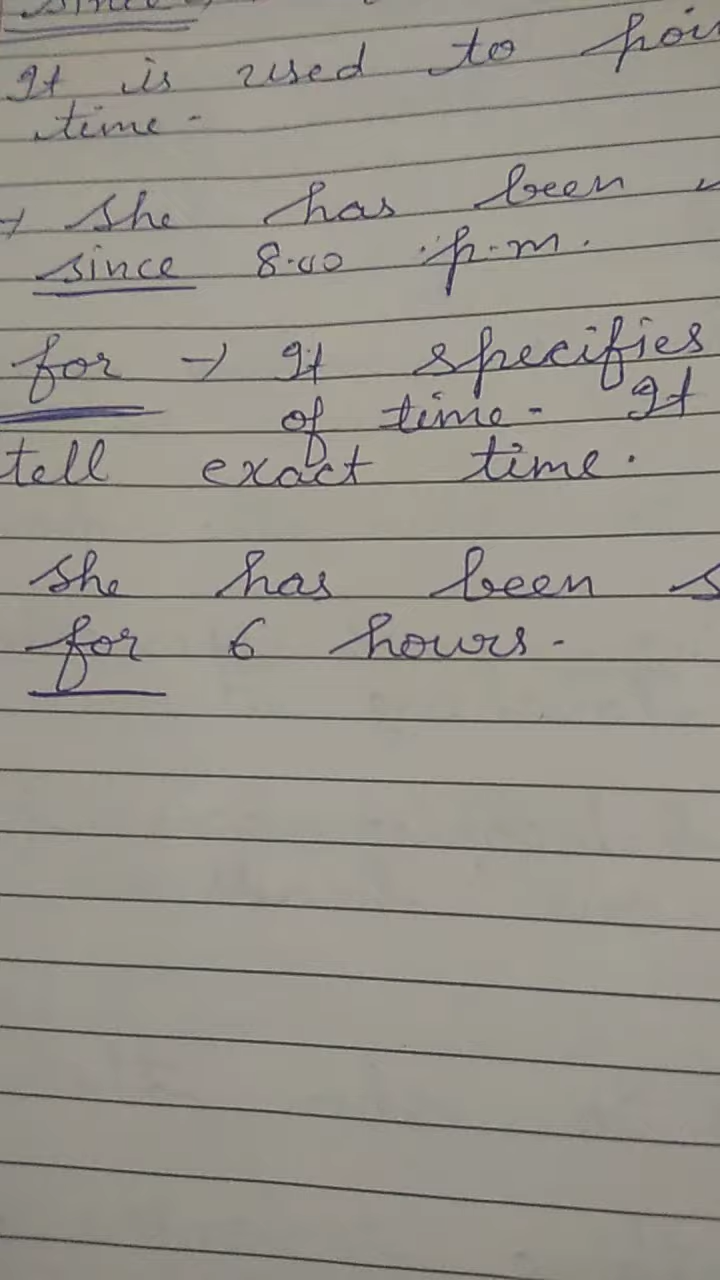 since
It is used to
time-
→ She has been
since 8:00 p.m.
for → It specifies
of time- It
tell exact time.
She has been
for 6 hours-